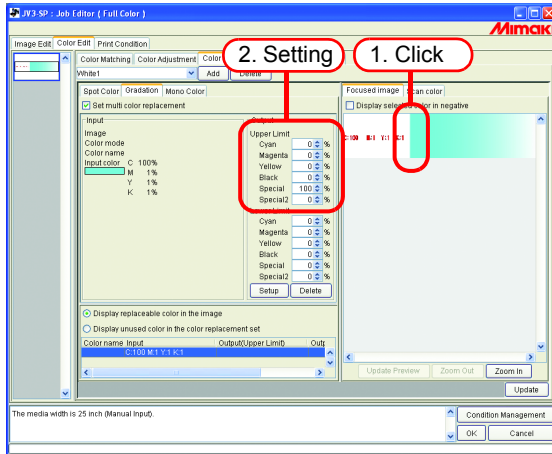 JV3-SP : Job Editor ( Full Color )
Mimaki
Image Edit Color Edit Print Condition
Color Matching Color Adjustment Color
White1 Add Delete
2. Setting
1. Click
Spot Color Gradation Mono Color
Set multi color replacement
Input
Image
Color mode
Color name
Input color C 100%
M 1%
Y 1%
K 1%
Output
Upper Limit
Cyan 0 %
Magenta 0 %
Yellow 0 %
Black 0 %
Special 100 %
Special2 0 %
Cyan 0 %
Magenta 0 %
Yellow 0 %
Black 0 %
Special 0 %
Special2 0 %
Setup Delete
Display replaceable color in the image
Display unused color in the color replacement set
Color name Input Output(Upper Limit) Outp
C:100 M:1 Y:1 K:1
Focused image Scan color
Display selected color in negative
C:100 M:1 Y:1 K:1
Update Preview Zoom Out Zoom In
Update
The media width is 25 inch (Manual Input).
Condition Management
OK Cancel